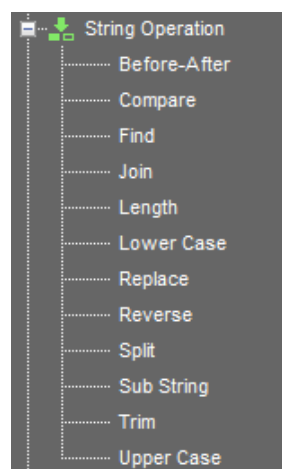 String Operation
Before-After
Compare
Find
Join
Length
Lower Case
Replace
Reverse
Split
Sub String
Trim
Upper Case